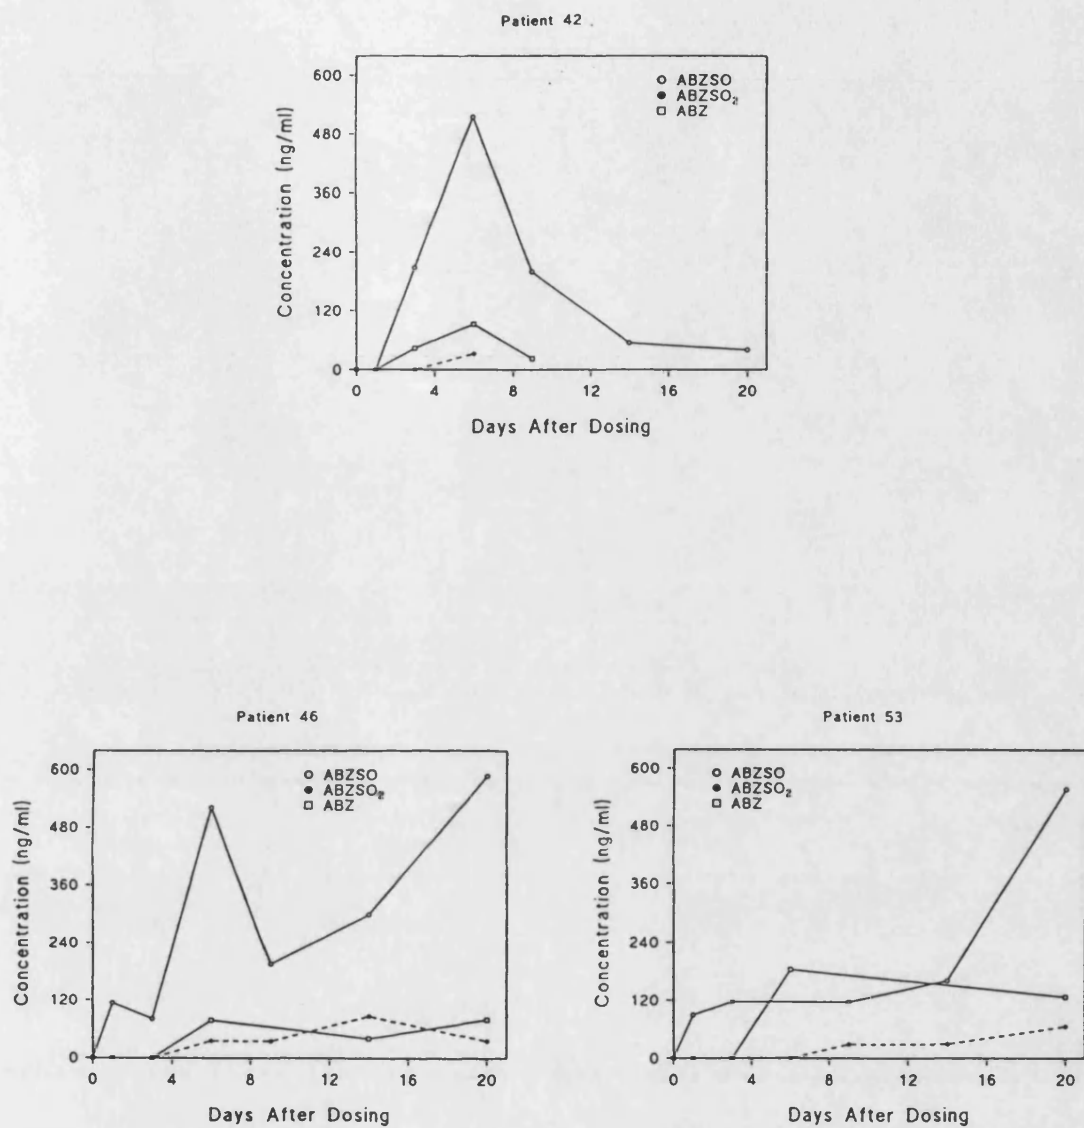 Patient 42
ABZSO
ABZSO₂
ABZ
Concentration (ng/ml)
600
480
360
240
120
0
0 4 8 12 16 20
Days After Dosing
Patient 46
ABZSO
ABZSO₂
ABZ
Concentration (ng/ml)
600
480
360
240
120
0
0 4 8 12 16 20
Days After Dosing
Patient 53
ABZSO
ABZSO₂
ABZ
Concentration (ng/ml)
600
480
360
240
120
0
0 4 8 12 16 20
Days After Dosing